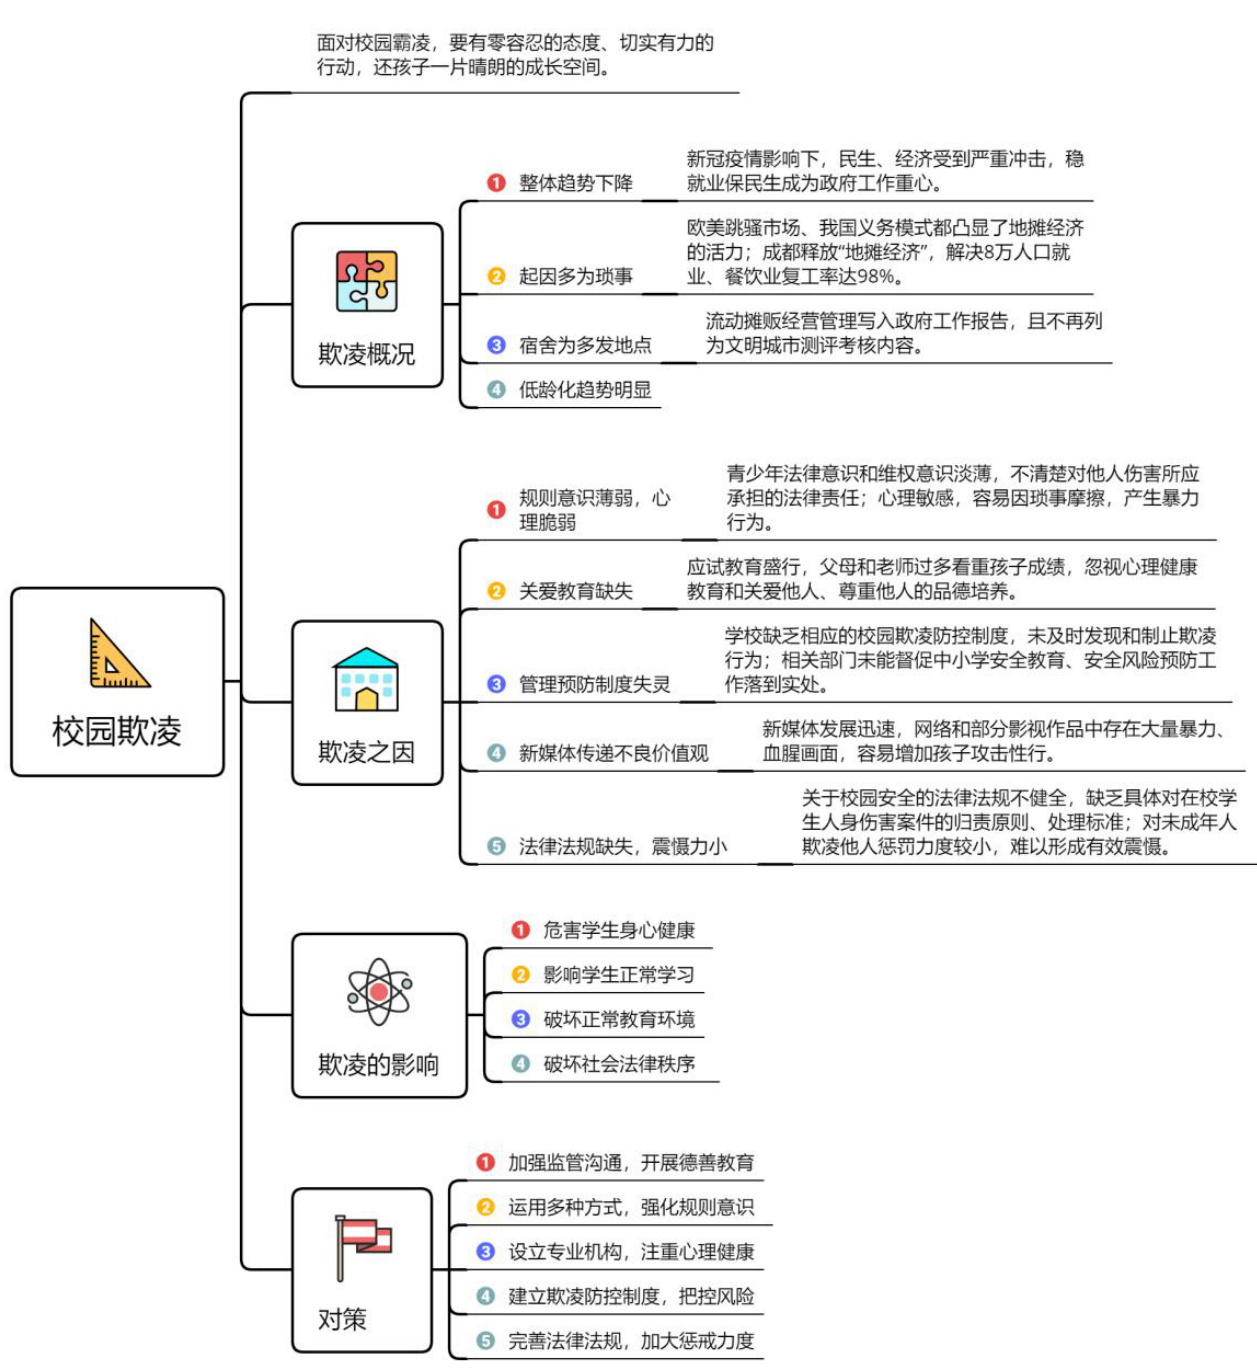 面对校园霸凌，要有零容忍的态度、切实有力的
行动，还孩子一片晴朗的成长空间。
校园欺凌
欺凌概况
1 整体趋势下降
新冠疫情影响下，民生、经济受到严重冲击，稳
就业保民生成为政府工作重心。
2 起因多为琐事
欧美跳骚市场、我国义务模式都凸显了地摊经济
的活力；成都释放“地摊经济”，解决8万人口就
业、餐饮业复工率达98%。
3 宿舍为多发地点
流动摊贩经营管理写入政府工作报告，且不再列
为文明城市测评考核内容。
4 低龄化趋势明显
欺凌之因
1 规则意识薄弱，心
理脆弱
青少年法律意识和维权意识淡薄，不清楚对他人伤害所应
承担的法律责任；心理敏感，容易因琐事摩擦，产生暴力
行为。
2 关爱教育缺失
应试教育盛行，父母和老师过多看重孩子成绩，忽视心理健康
教育和关爱他人、尊重他人的品德培养。
3 管理预防制度失灵
学校缺乏相应的校园欺凌防控制度，未及时发现和制止欺凌
行为；相关部门未能督促中小学安全教育、安全风险预防工
作落到实处。
4 新媒体传递不良价值观
新媒体发展迅速，网络和部分影视作品中存在大量暴力、
血腥画面，容易增加孩子攻击性行。
5 法律法规缺失，震慑力小
关于校园安全的法律法规不健全，缺乏具体对在校学
生人身伤害案件的归责原则、处理标准；对未成年人
欺凌他人惩罚力度较小，难以形成有效震慑。
欺凌的影响
1 危害学生身心健康
2 影响学生正常学习
3 破坏正常教育环境
4 破坏社会法律秩序
对策
1 加强监管沟通，开展德善教育
2 运用多种方式，强化规则意识
3 设立专业机构，注重心理健康
4 建立欺凌防控制度，把控风险
5 完善法律法规，加大惩戒力度